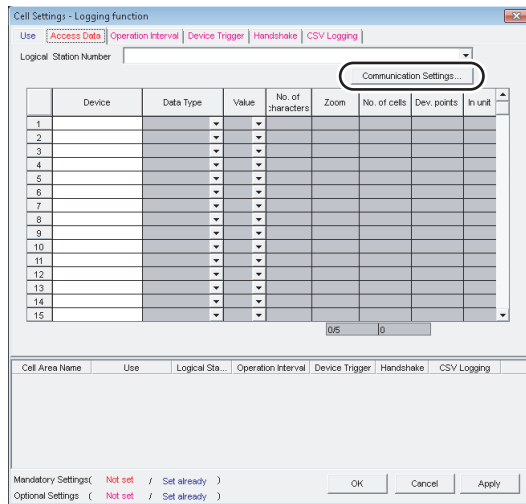 Cell Settings - Logging function
Use Access Data Operation Interval Device Trigger Handshake CSV Logging
Logical Station Number
Communication Settings...
Device Data Type Value No. of characters Zoom No. of cells Dev. points In unit
1
2
3
4
5
6
7
8
9
10
11
12
13
14
15
0/5 0
Cell Area Name Use Logical Sta... Operation Interval Device Trigger Handshake CSV Logging
Mandatory Settings( Not set / Set already )
Optional Settings ( Not set / Set already )
OK Cancel Apply